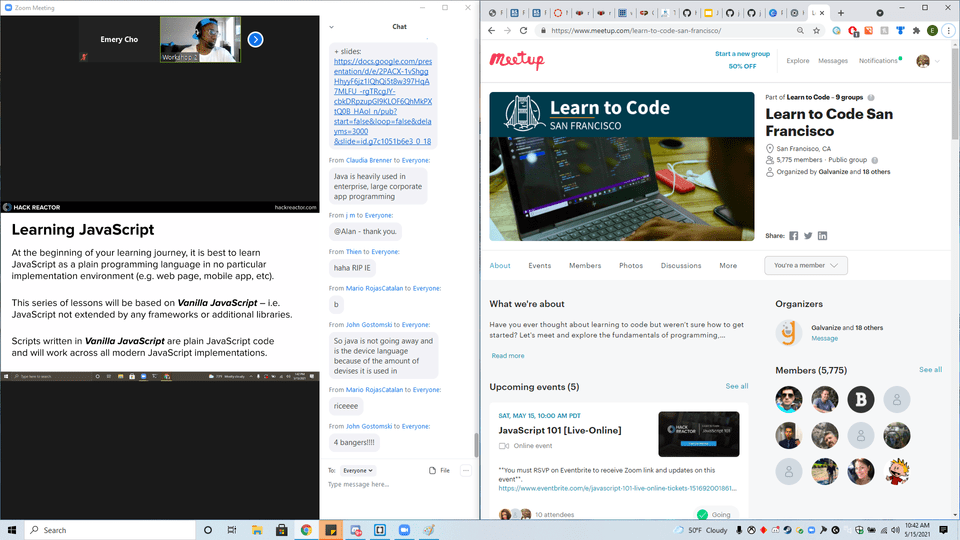 Zoom Meeting
Emery Cho
Workshop 2
HACK REACTOR
hackreactor.com
Learning JavaScript
At the beginning of your learning journey, it is best to learn
JavaScript as a plain programming language in no particular
implementation environment (e.g. web page, mobile app, etc).
This series of lessons will be based on Vanilla JavaScript – i.e.
JavaScript not extended by any frameworks or additional libraries.
Scripts written in Vanilla JavaScript are plain JavaScript code
and will work across all modern JavaScript implementations.
Type here to search
Chat
+ slides:
https://docs.google.com/pres
From Claudia Brenner to Everyone:
Java is heavily used in
enterprise, large corporate
app programming
From j m to Everyone:
@Alan - thank you.
From Thien to Everyone:
haha RIP IE
From Mario RojasCatalan to Everyone:
b
From John Gostomski to Everyone:
So java is not going away and
is the device language
because of the amount of
devises it is used in
From Mario RojasCatalan to Everyone:
riceeee
From John Gostomski to Everyone:
4 bangers!!!!
To: Everyone
File
Type message here...
https://www.meetup.com/learn-to-code-san-francisco/
Meetup
Start a new group
50% OFF
Explore
Messages
Notifications
Learn to Code
SAN FRANCISCO
Part of Learn to Code – 9 groups
Learn to Code San
Francisco
San Francisco, CA
5,775 members · Public group
Organized by Galvanize and 18 others
Share:
About
Events
Members
Photos
Discussions
More
You're a member
What we're about
Have you ever thought about learning to code but weren't sure how to get
started? Let's meet and explore the fundamentals of programming,...
Read more
Upcoming events (5)
See all
SAT, MAY 15, 10:00 AM PDT
JavaScript 101 [Live-Online]
Online event
HACK REACTOR
JavaScript 101
**You must RSVP on Eventbrite to receive Zoom link and updates on this
event**.
https://www.eventbrite.com/e/javascript-101-live-online-tickets-151692001861...
10 attendees
Going
Organizers
Galvanize and 18 others
Message
Members (5,775)
See all
Search
50°F Cloudy
10:42 AM
5/15/2021